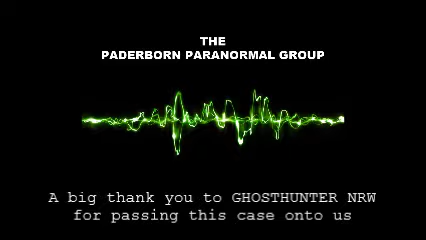 THE
PADERBORN PARANORMAL GROUP
A big thank you to GHOSTHUNTER NRW
for passing this case onto us